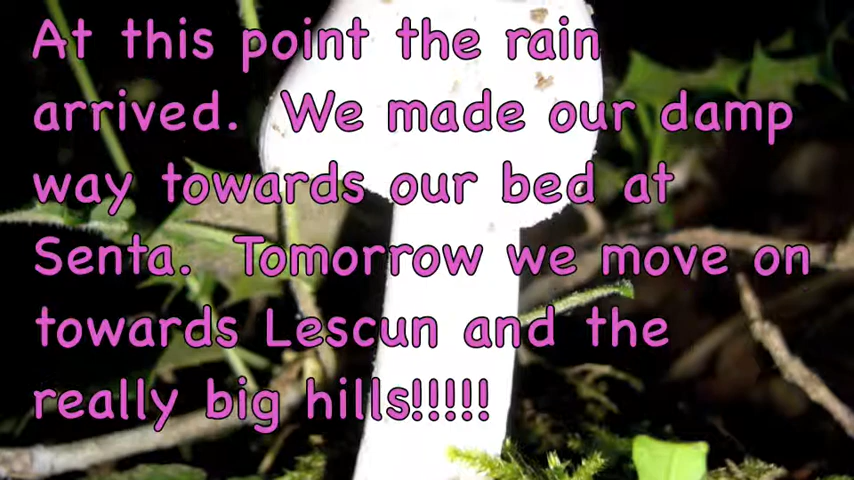 At this point the rain
arrived.  We made our damp
way towards our bed at
Senta.  Tomorrow we move on
towards Lescun and the
really big hills!!!!!